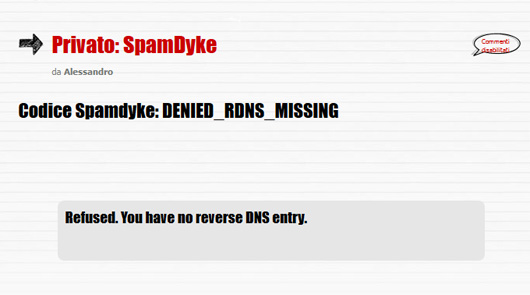 Privato: SpamDyke
Commenti
disabilitati
da Alessandro
Codice Spamdyke: DENIED_RDNS_MISSING
Refused. You have no reverse DNS entry.